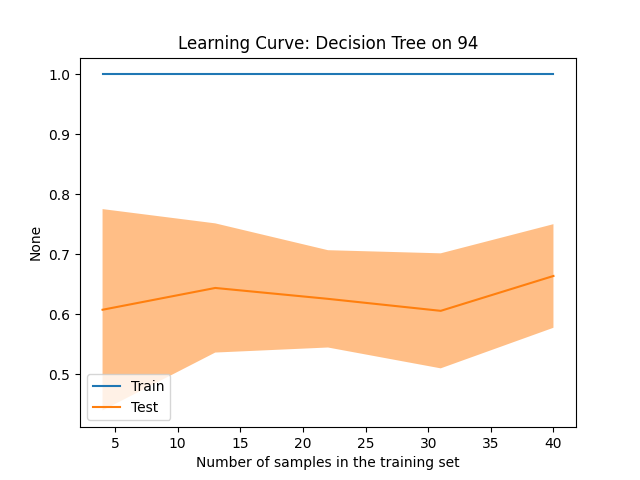 Learning Curve: Decision Tree on 94
None
1.0
0.9
0.8
0.7
0.6
0.5
Train
Test
5 10 15 20 25 30 35 40
Number of samples in the training set